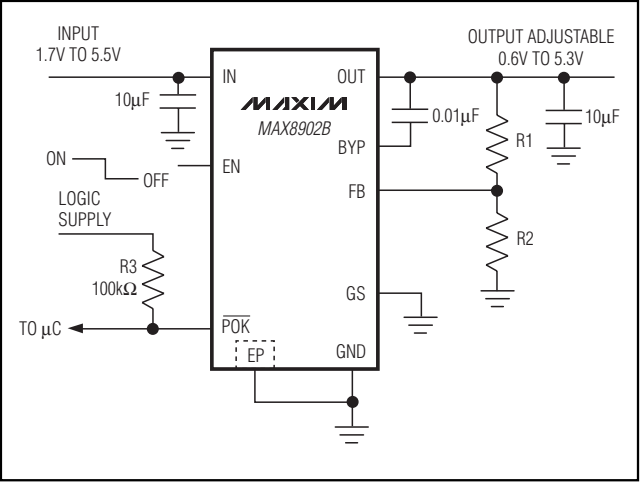 INPUT
1.7V TO 5.5V
OUTPUT ADJUSTABLE
0.6V TO 5.3V
IN
OUT
10μF
MAXIM
MAX8902B
0.01μF
10μF
R1
BYP
ON
OFF
EN
FB
LOGIC
SUPPLY
R2
R3
100kΩ
GS
TO μC
POK
EP
GND